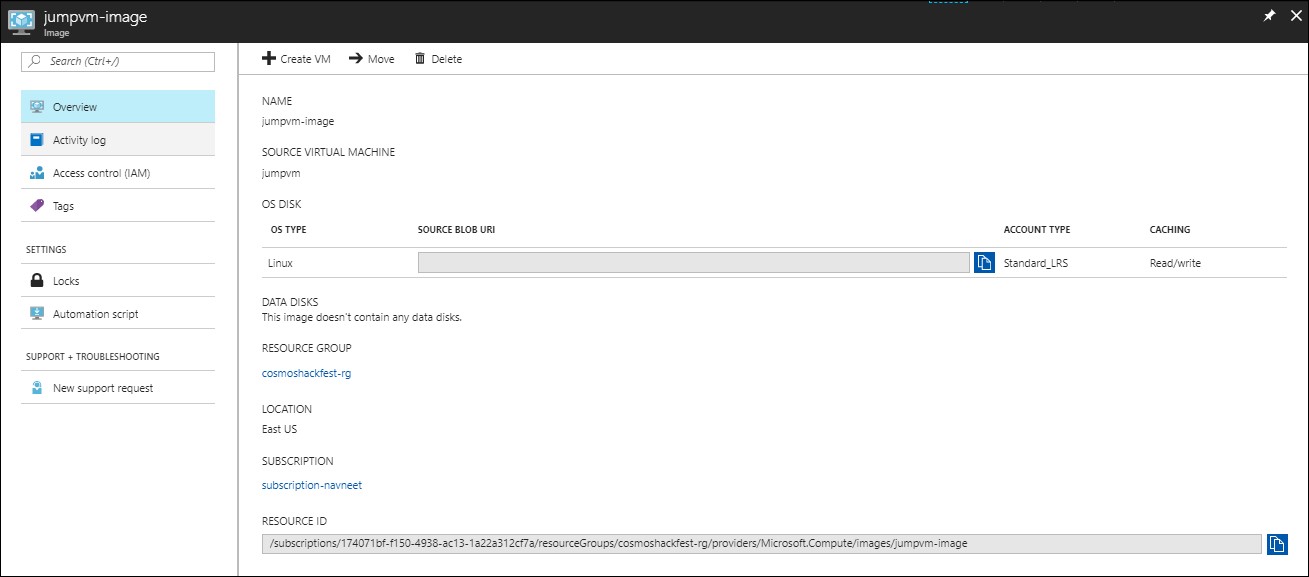 jumpvm-image
Image
Search (Ctrl+/)
Overview
Activity log
Access control (IAM)
Tags
SETTINGS
Locks
Automation script
SUPPORT + TROUBLESHOOTING
New support request
Create VM Move Delete
NAME
jumpvm-image
SOURCE VIRTUAL MACHINE
jumpvm
OS DISK
OS TYPE SOURCE BLOB URI ACCOUNT TYPE CACHING
Linux Standard_LRS Read/write
DATA DISKS
This image doesn't contain any data disks.
RESOURCE GROUP
cosmoshackfest-rg
LOCATION
East US
SUBSCRIPTION
subscription-navneet
RESOURCE ID
/subscriptions/174071bf-f150-4938-ac13-1a22a312cf7a/resourceGroups/cosmoshackfest-rg/providers/Microsoft.Compute/images/jumpvm-image